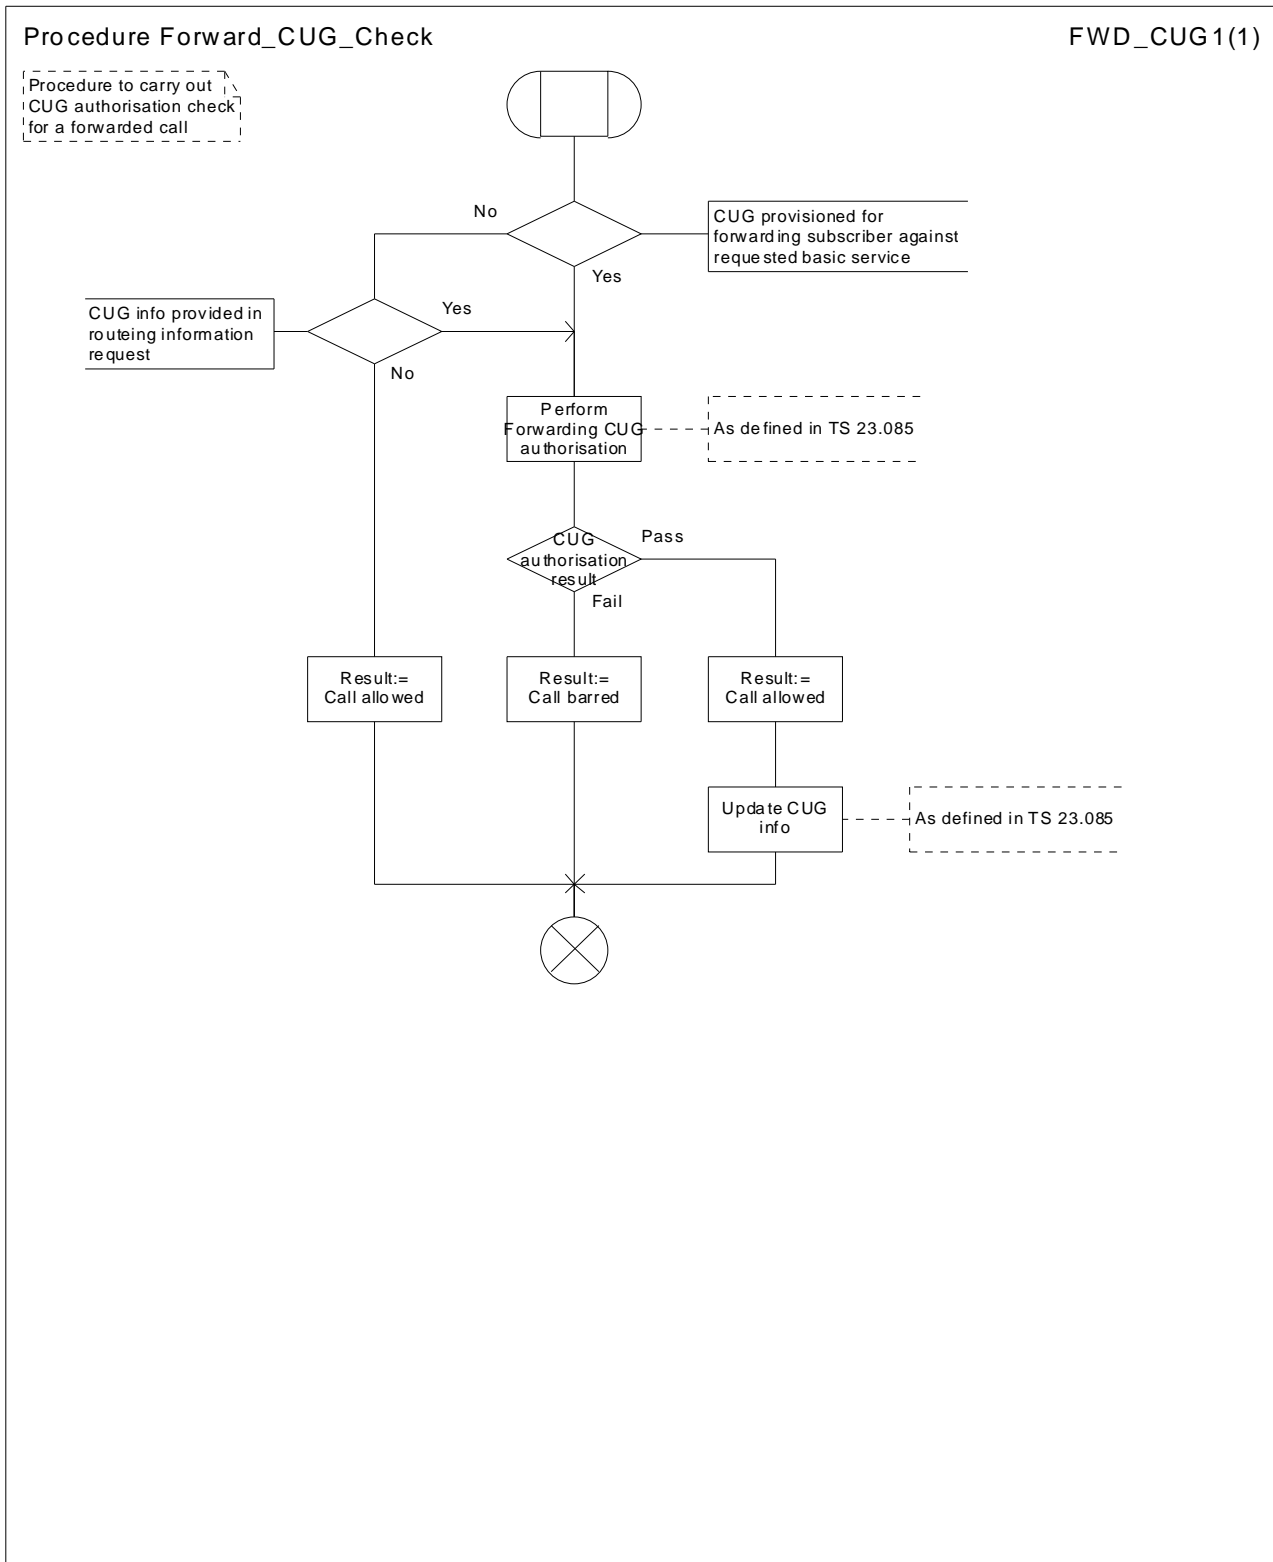 Procedure Forward_CUG_Check
FWD_CUG1(1)
Procedure to carry out
CUG authorisation check
for a forwarded call
No
CUG provisioned for
forwarding subscriber against
requested basic service
Yes
CUG info provided in
routeing information
request
Yes
No
Perform
Forwarding CUG
authorisation
As defined in TS 23.085
CUG
authorisation
result
Pass
Fail
Result:=
Call allowed
Result:=
Call barred
Result:=
Call allowed
Update CUG
info
As defined in TS 23.085